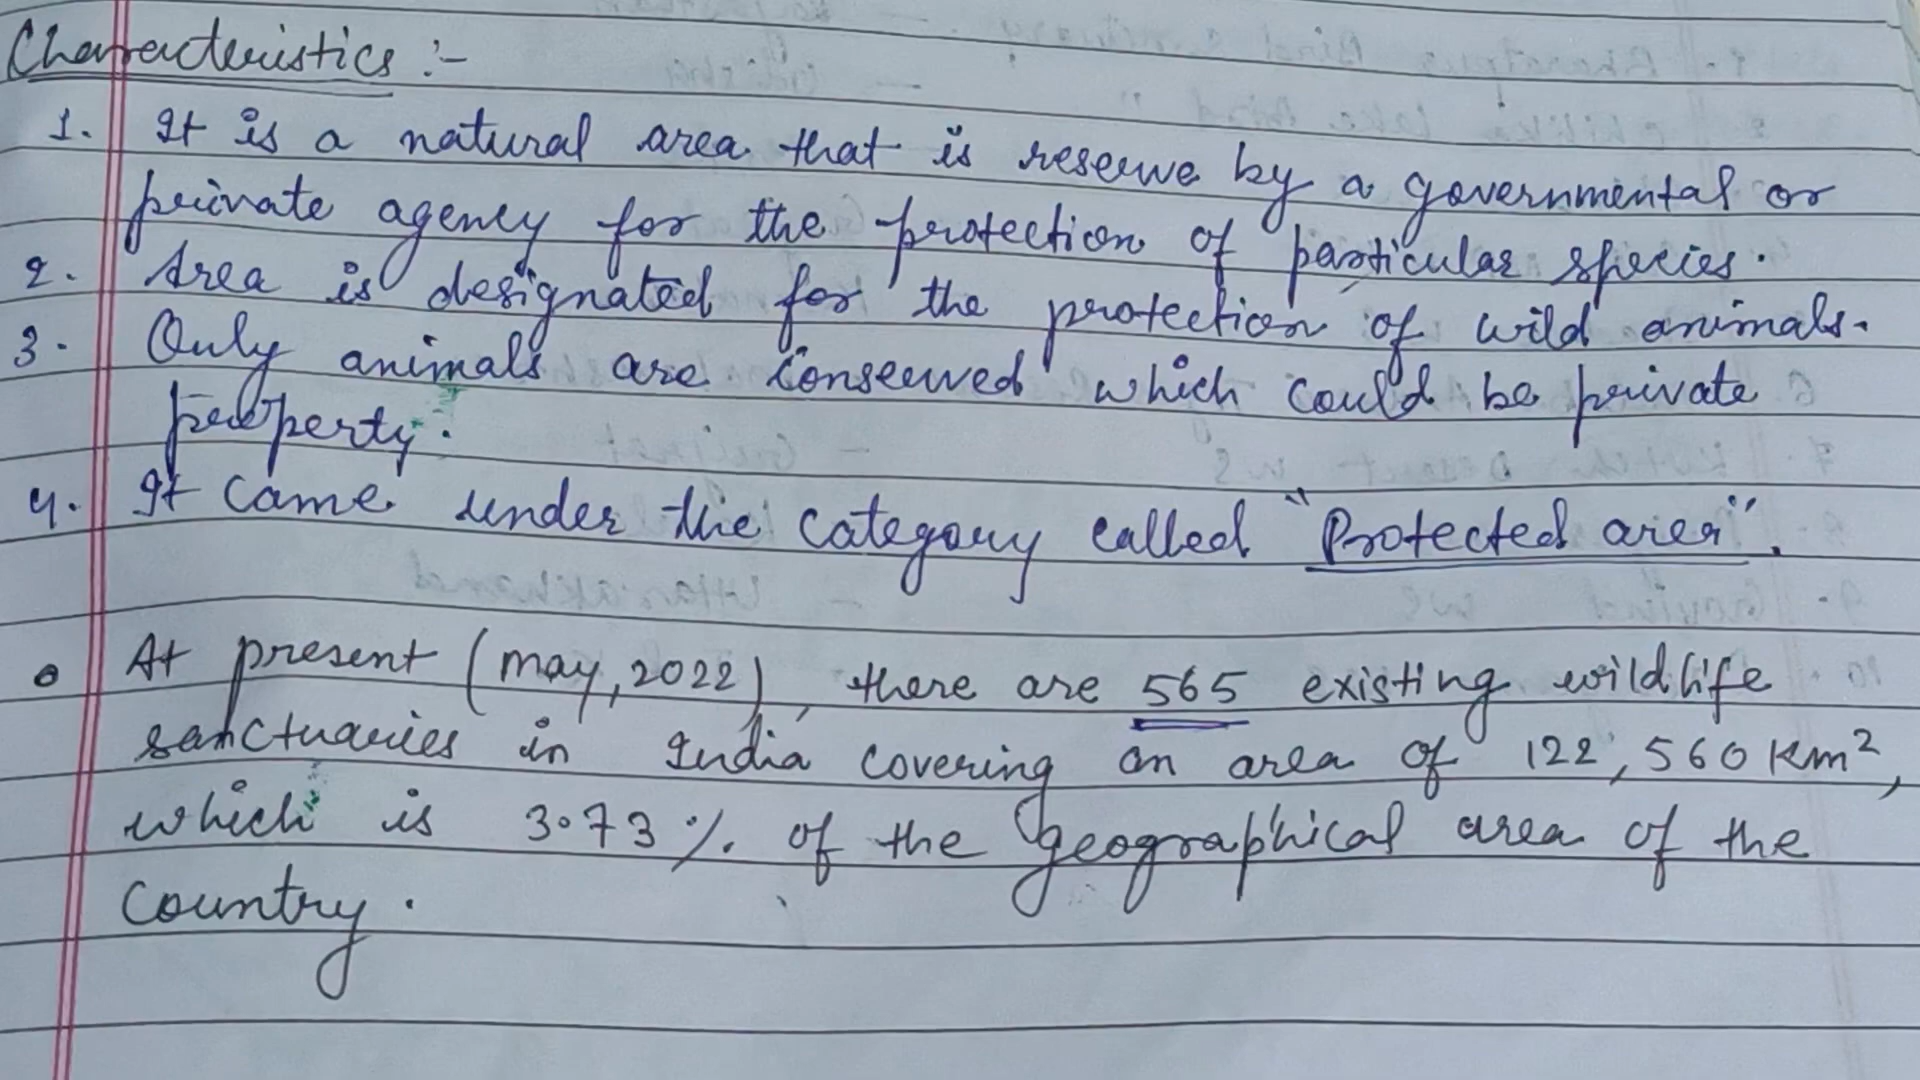 Characteristics :-
1. It is a natural area that is reserve by a governmental or
private agency for the protection of particular species.
2. Area is designated for the protection of wild animals.
3. Only animals are conserved which could be private
property.
4. It came under the category called "Protected area".
• At present (may, 2022), there are 565 existing wildlife
sanctuaries in India covering an area of 122,560 Km²,
which is 3.73% of the geographical area of the
country.